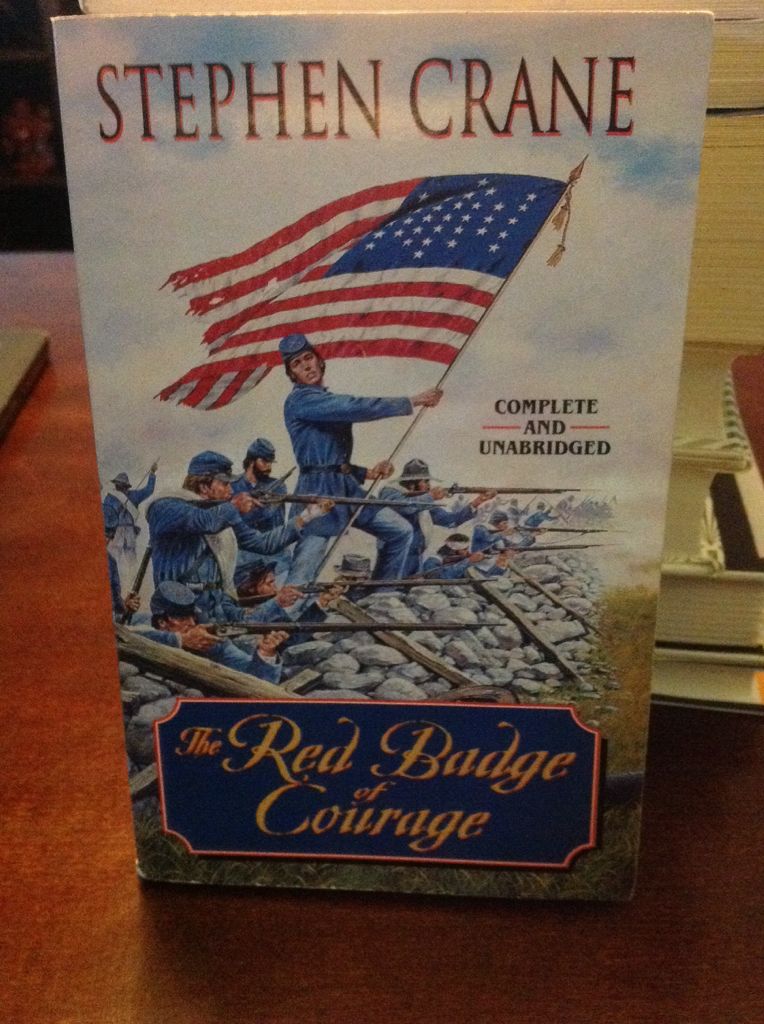 STEPHEN CRANE
COMPLETE
AND
UNABRIDGED
The Red Badge
of
Courage